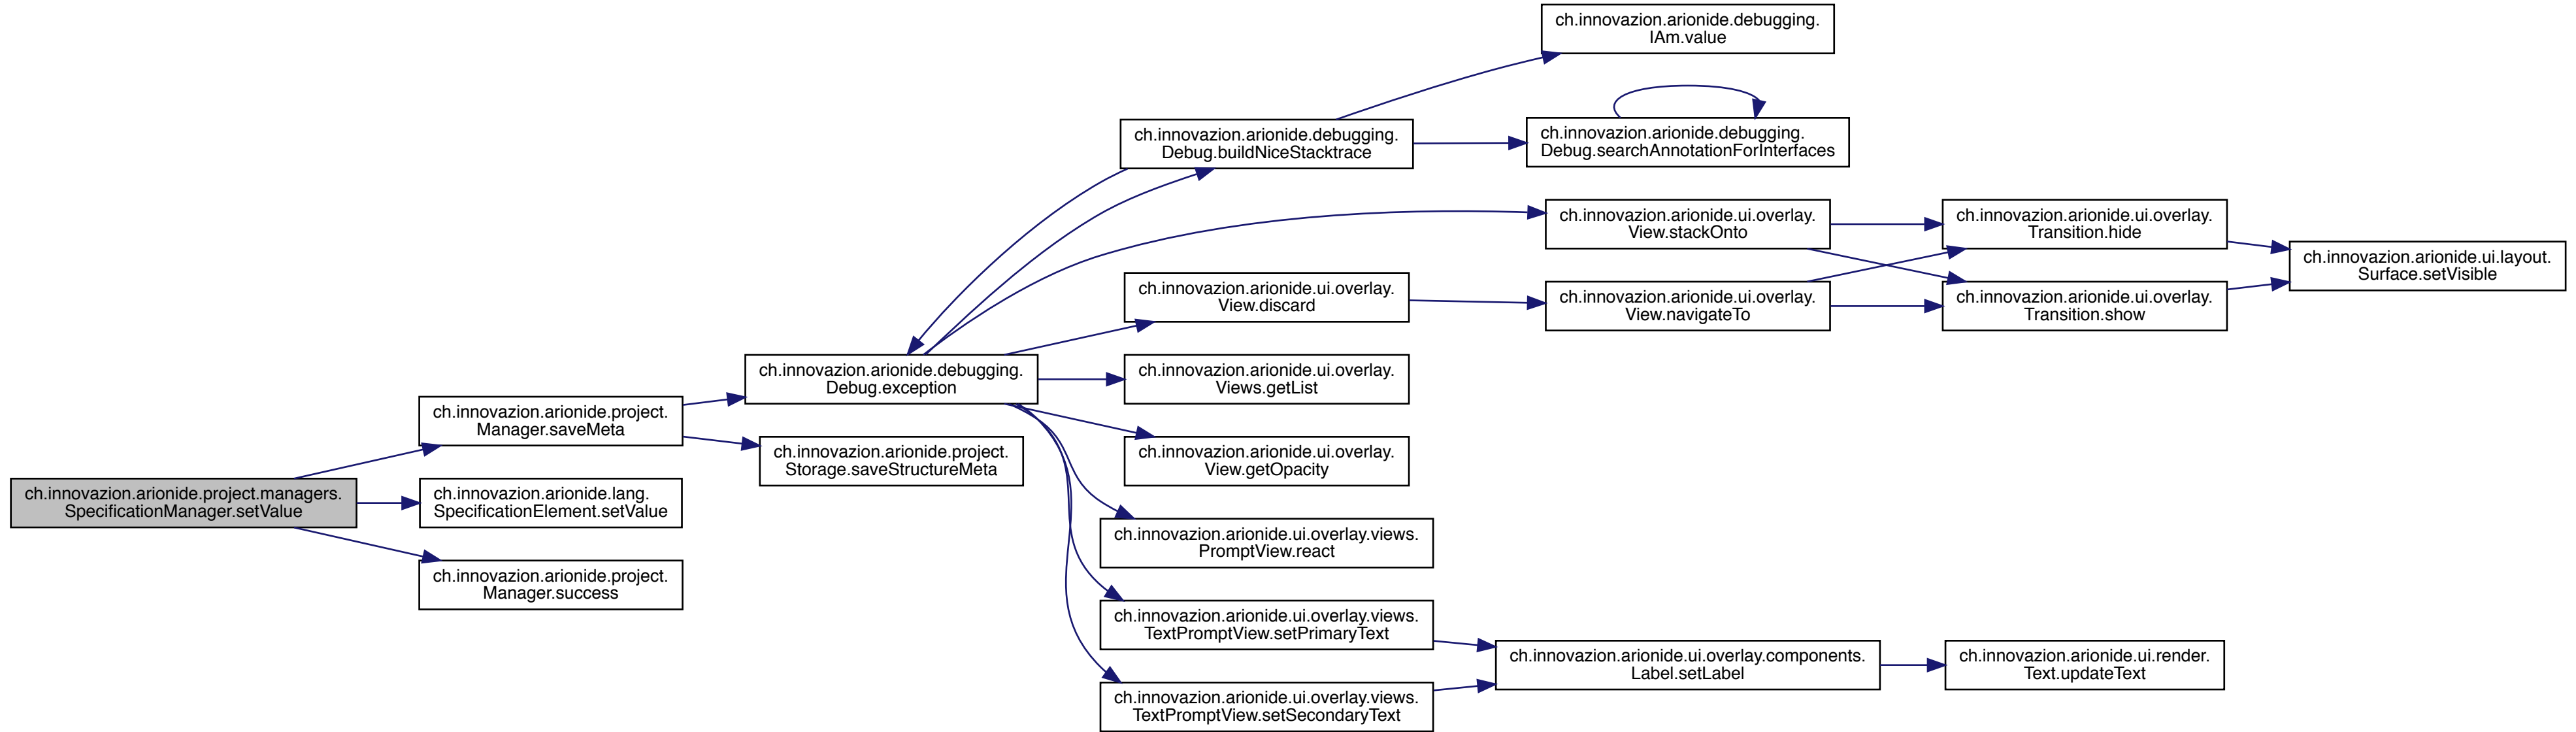 ch.innovazion.arionide.debugging.
IAm.value
ch.innovazion.arionide.debugging.
Debug.buildNiceStacktrace
ch.innovazion.arionide.debugging.
Debug.searchAnnotationForInterfaces
ch.innovazion.arionide.ui.overlay.
View.stackOnto
ch.innovazion.arionide.ui.overlay.
Transition.hide
ch.innovazion.arionide.ui.layout.
Surface.setVisible
ch.innovazion.arionide.ui.overlay.
View.discard
ch.innovazion.arionide.ui.overlay.
View.navigateTo
ch.innovazion.arionide.ui.overlay.
Transition.show
ch.innovazion.arionide.debugging.
Debug.exception
ch.innovazion.arionide.ui.overlay.
Views.getList
ch.innovazion.arionide.project.
Manager.saveMeta
ch.innovazion.arionide.project.
Storage.saveStructureMeta
ch.innovazion.arionide.ui.overlay.
View.getOpacity
ch.innovazion.arionide.project.managers.
SpecificationManager.setValue
ch.innovazion.arionide.lang.
SpecificationElement.setValue
ch.innovazion.arionide.ui.overlay.views.
PromptView.react
ch.innovazion.arionide.project.
Manager.success
ch.innovazion.arionide.ui.overlay.views.
TextPromptView.setPrimaryText
ch.innovazion.arionide.ui.overlay.components.
Label.setLabel
ch.innovazion.arionide.ui.render.
Text.updateText
ch.innovazion.arionide.ui.overlay.views.
TextPromptView.setSecondaryText